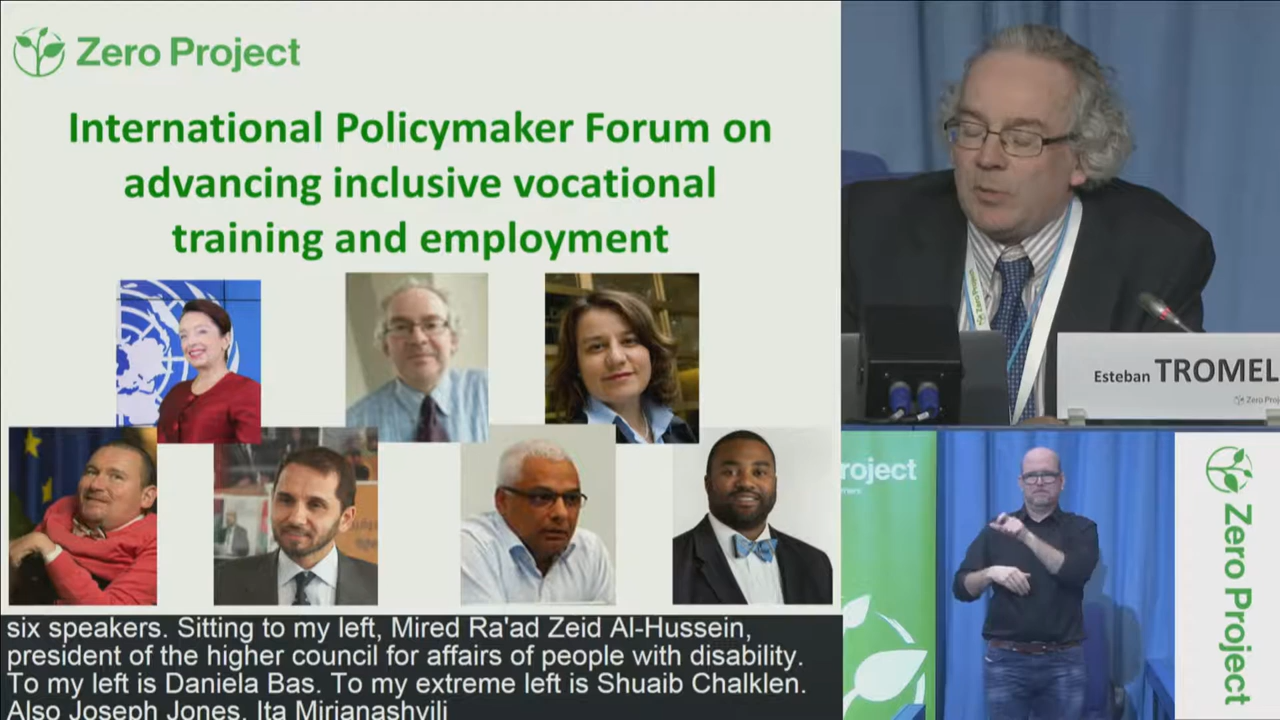 Zero Project
International Policymaker Forum on
advancing inclusive vocational
training and employment
six speakers. Sitting to my left, Mired Ra'ad Zeid Al-Hussein,
president of the higher council for affairs of people with disability.
To my left is Daniela Bas. To my extreme left is Shuaib Chalklen.
Also Joseph Jones, Ita Mirianashvili
Esteban TROMEL
Zero Proj
roject
Zero Project